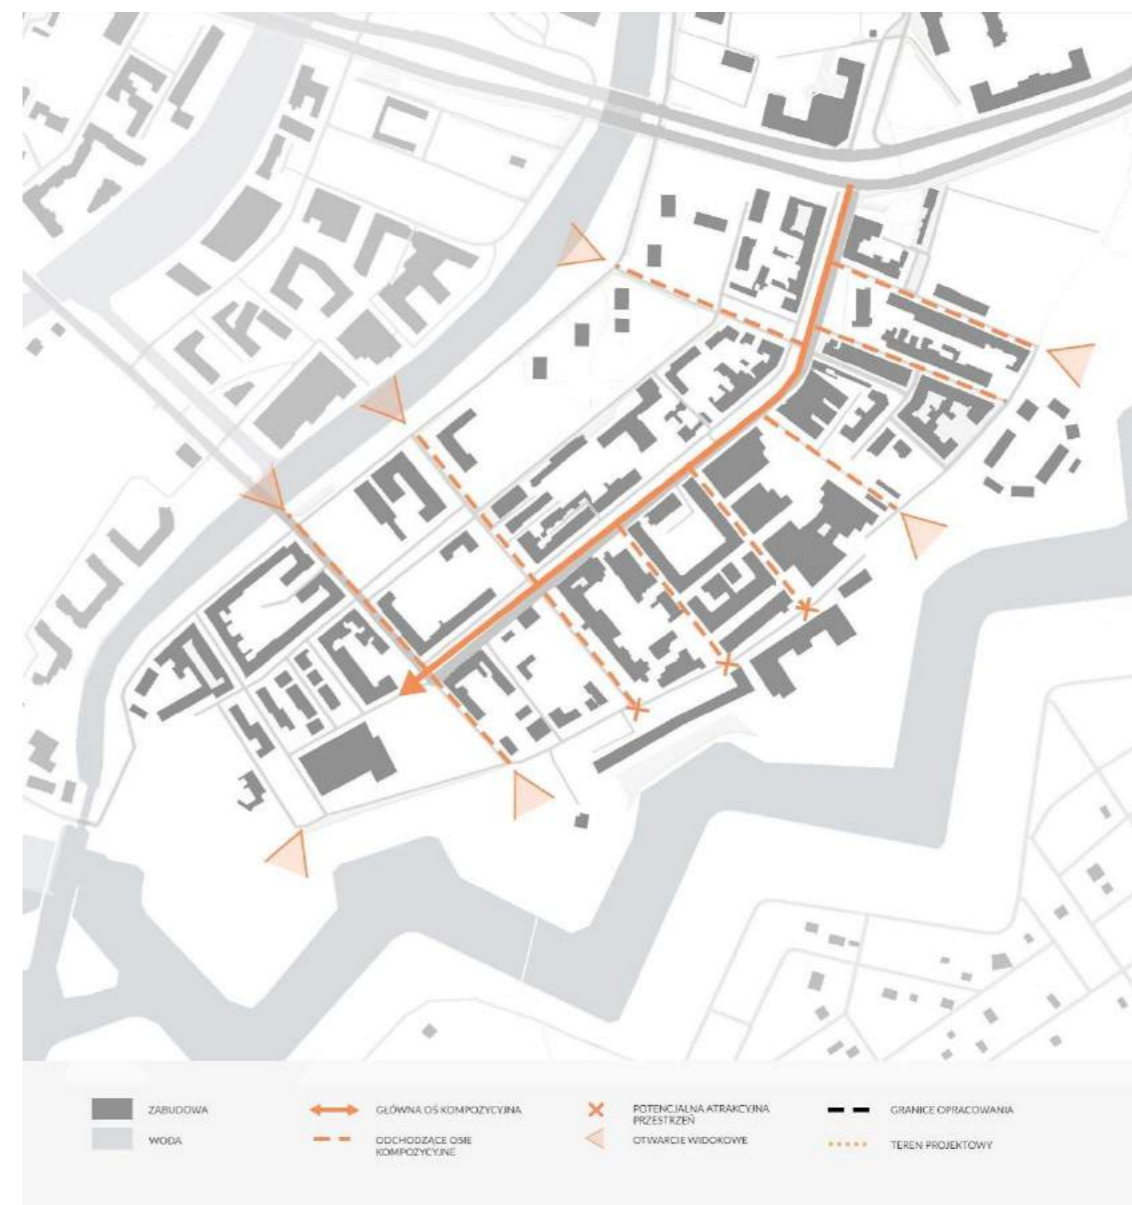 ZABUDOWA
WODA
GŁÓWNA OŚ KOMPOZYCYJNA
ODCHODZĄCE OSIE
KOMPOZYCYJNE
POTENCJALNA ATRAKCYJNA
PRZESTRZEŃ
OTWARCIE WIDOKOWE
GRANICE OPRACOWANIA
TEREN PROJEKTOWY